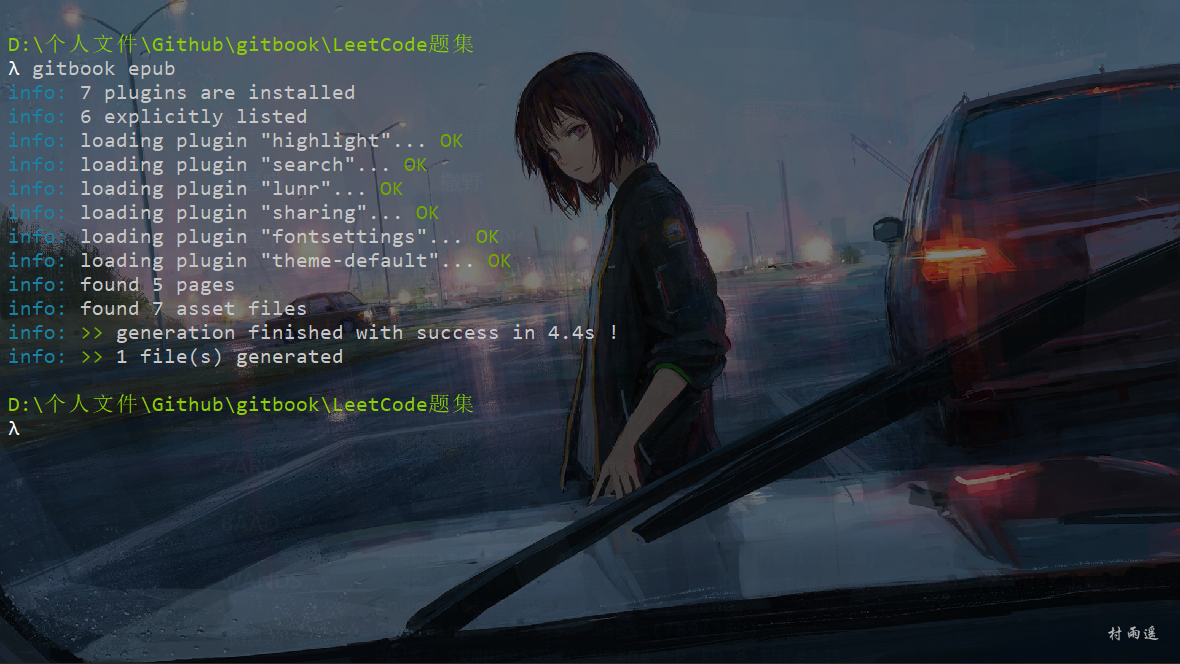 D:\个人文件\Github\gitbook\LeetCode题集
λ gitbook epub
info: 7 plugins are installed
info: 6 explicitly listed
info: loading plugin "highlight"... OK
info: loading plugin "search"... OK
info: loading plugin "lunr"... OK
info: loading plugin "sharing"... OK
info: loading plugin "fontsettings"... OK
info: loading plugin "theme-default"... OK
info: found 5 pages
info: found 7 asset files
info: >> generation finished with success in 4.4s !
info: >> 1 file(s) generated
D:\个人文件\Github\gitbook\LeetCode题集
λ
村雨遥